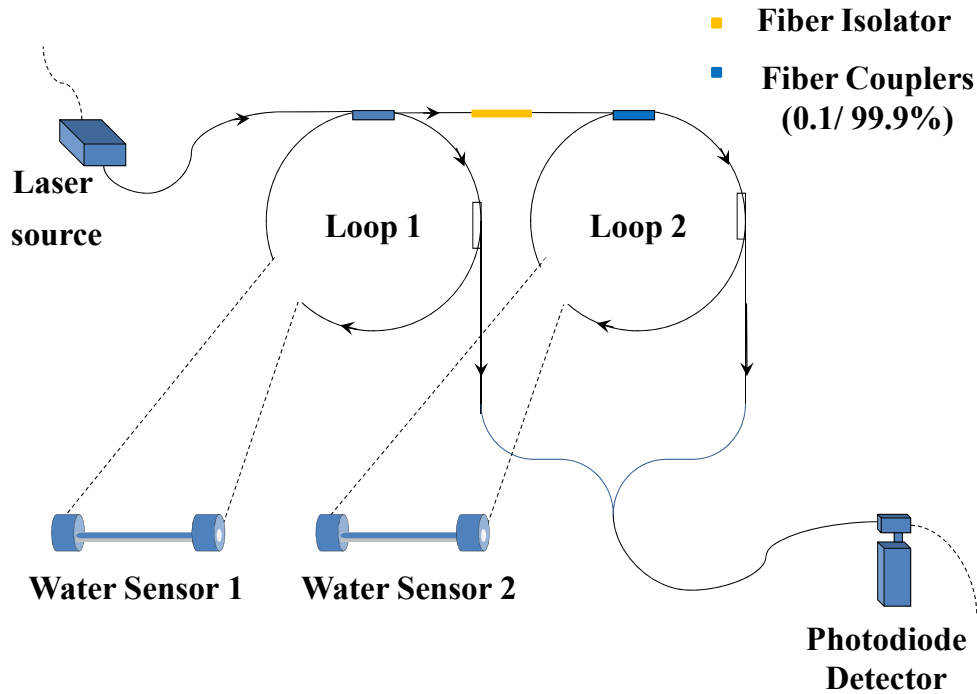 Fiber Isolator
Fiber Couplers
(0.1/ 99.9%)
Laser
source
Loop 1
Loop 2
Water Sensor 1
Water Sensor 2
Photodiode
Detector